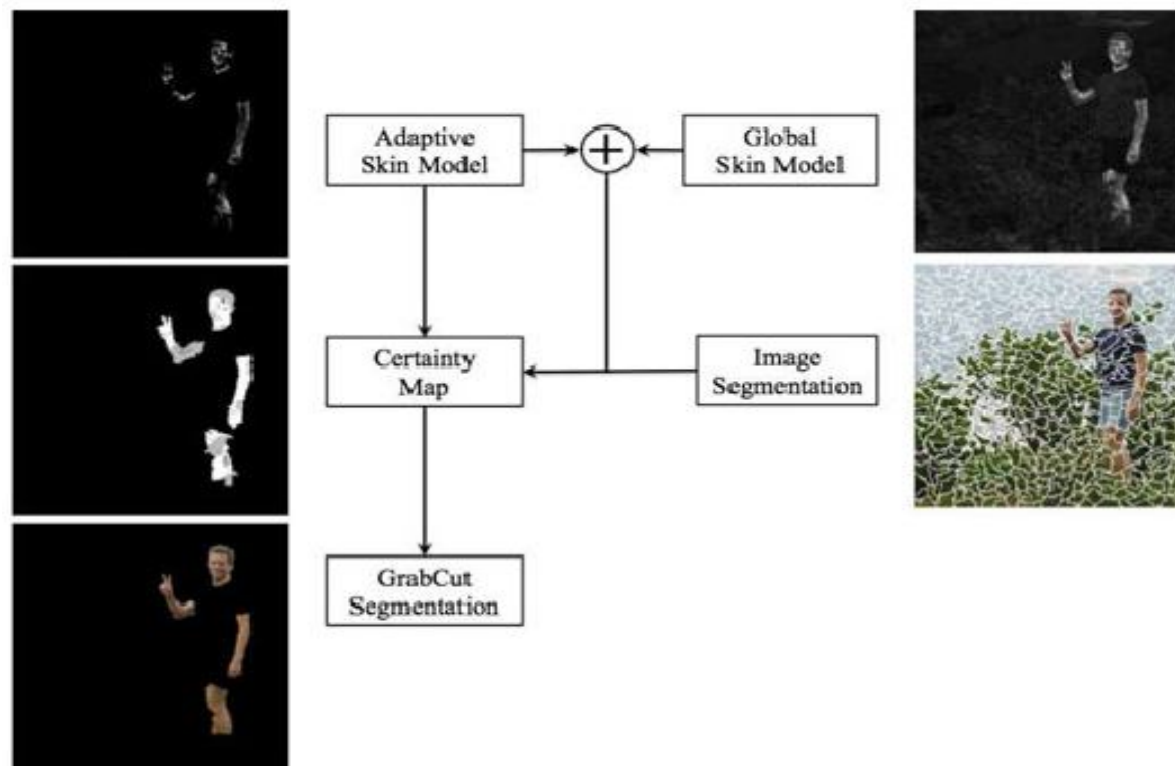 Adaptive
Skin Model
Global
Skin Model
Certainty
Map
Image
Segmentation
GrabCut
Segmentation